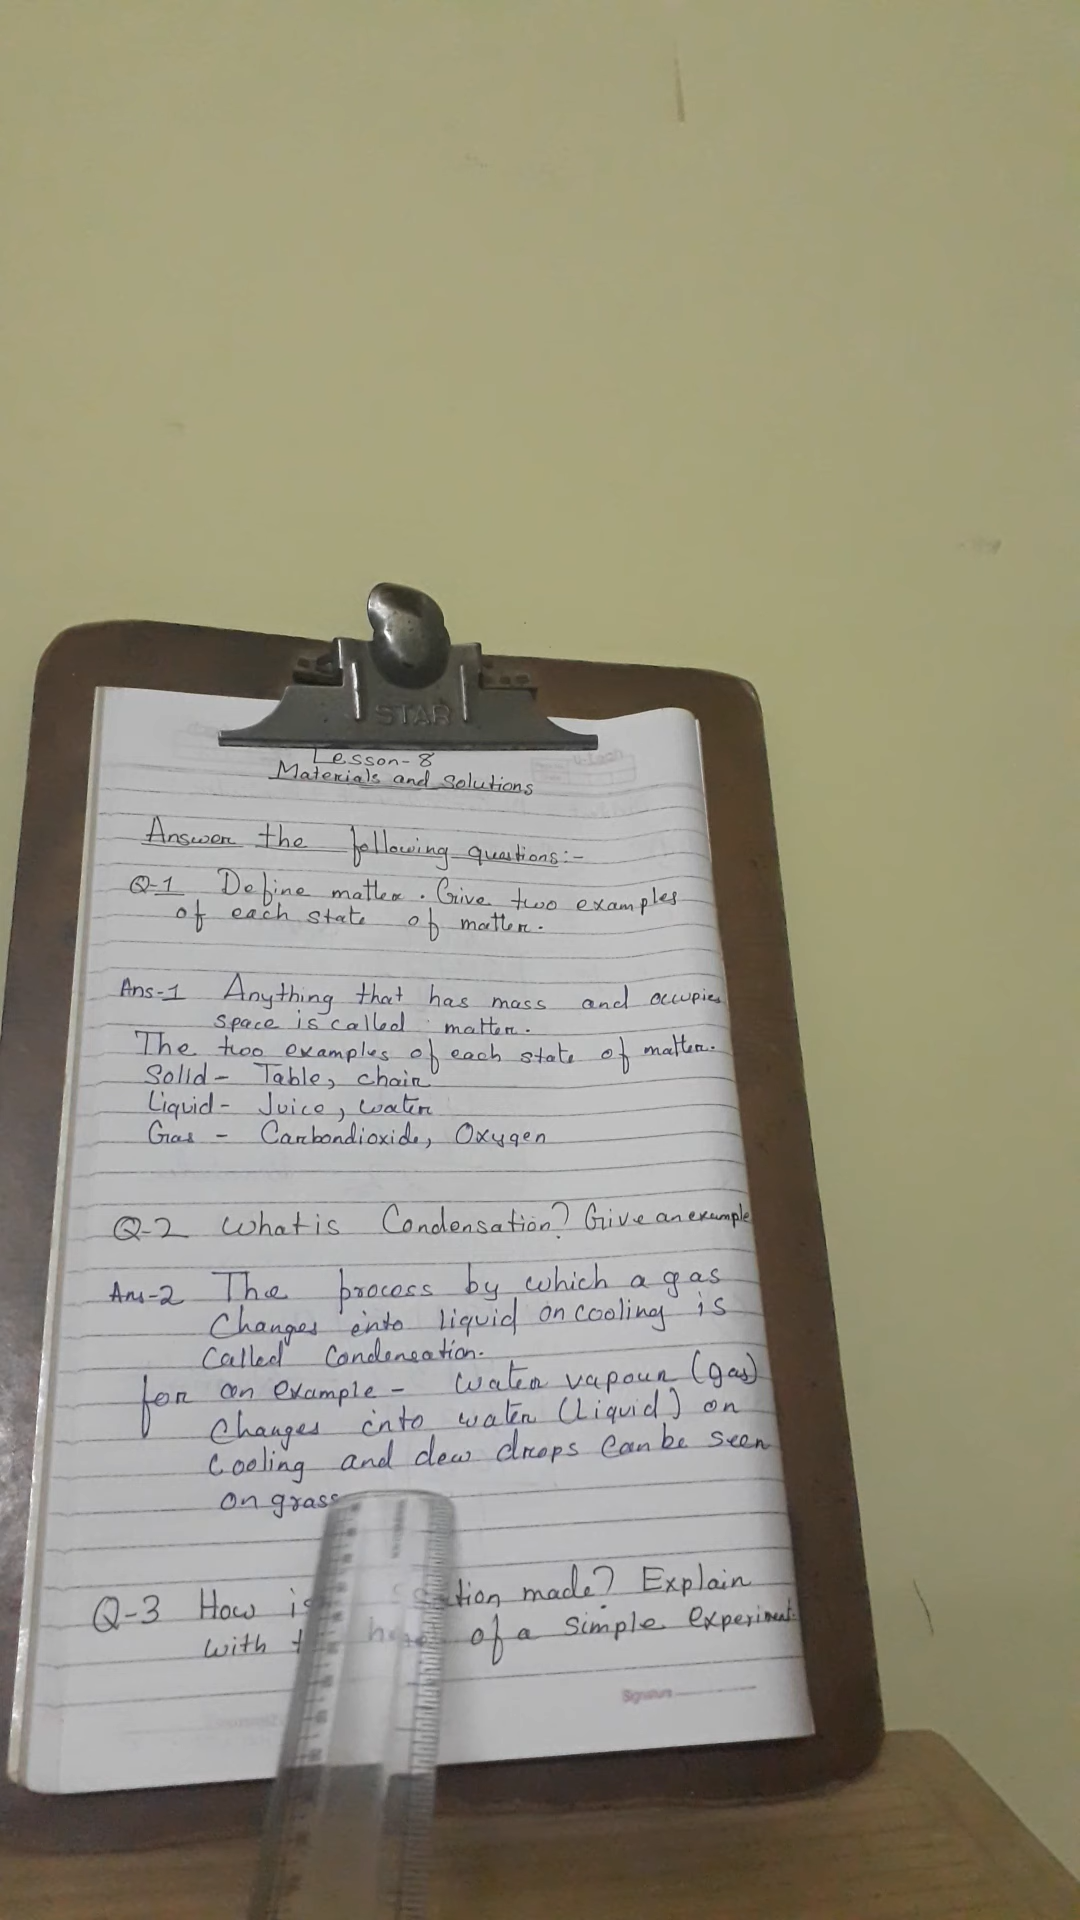 STAR
Lesson-8
Materials and Solutions
Answer the following questions:-
Q-1 Define matter. Give two examples
of each state of matter.
Ans-1 Anything that has mass and occupies
space is called matter.
The two examples of each state of matter.
Solid - Table, chair
Liquid - Juice, water
Gas - Carbondioxide, Oxygen
Q-2 What is Condensation? Give an example
Ans-2 The process by which a gas
Changes into liquid on cooling is
Called Condensation.
for an example - Water vapour (gas)
Changes into water (Liquid) on
Cooling and dew drops can be seen
on grass
Q-3 How is made? Explain
with of a simple experiment.
Signature